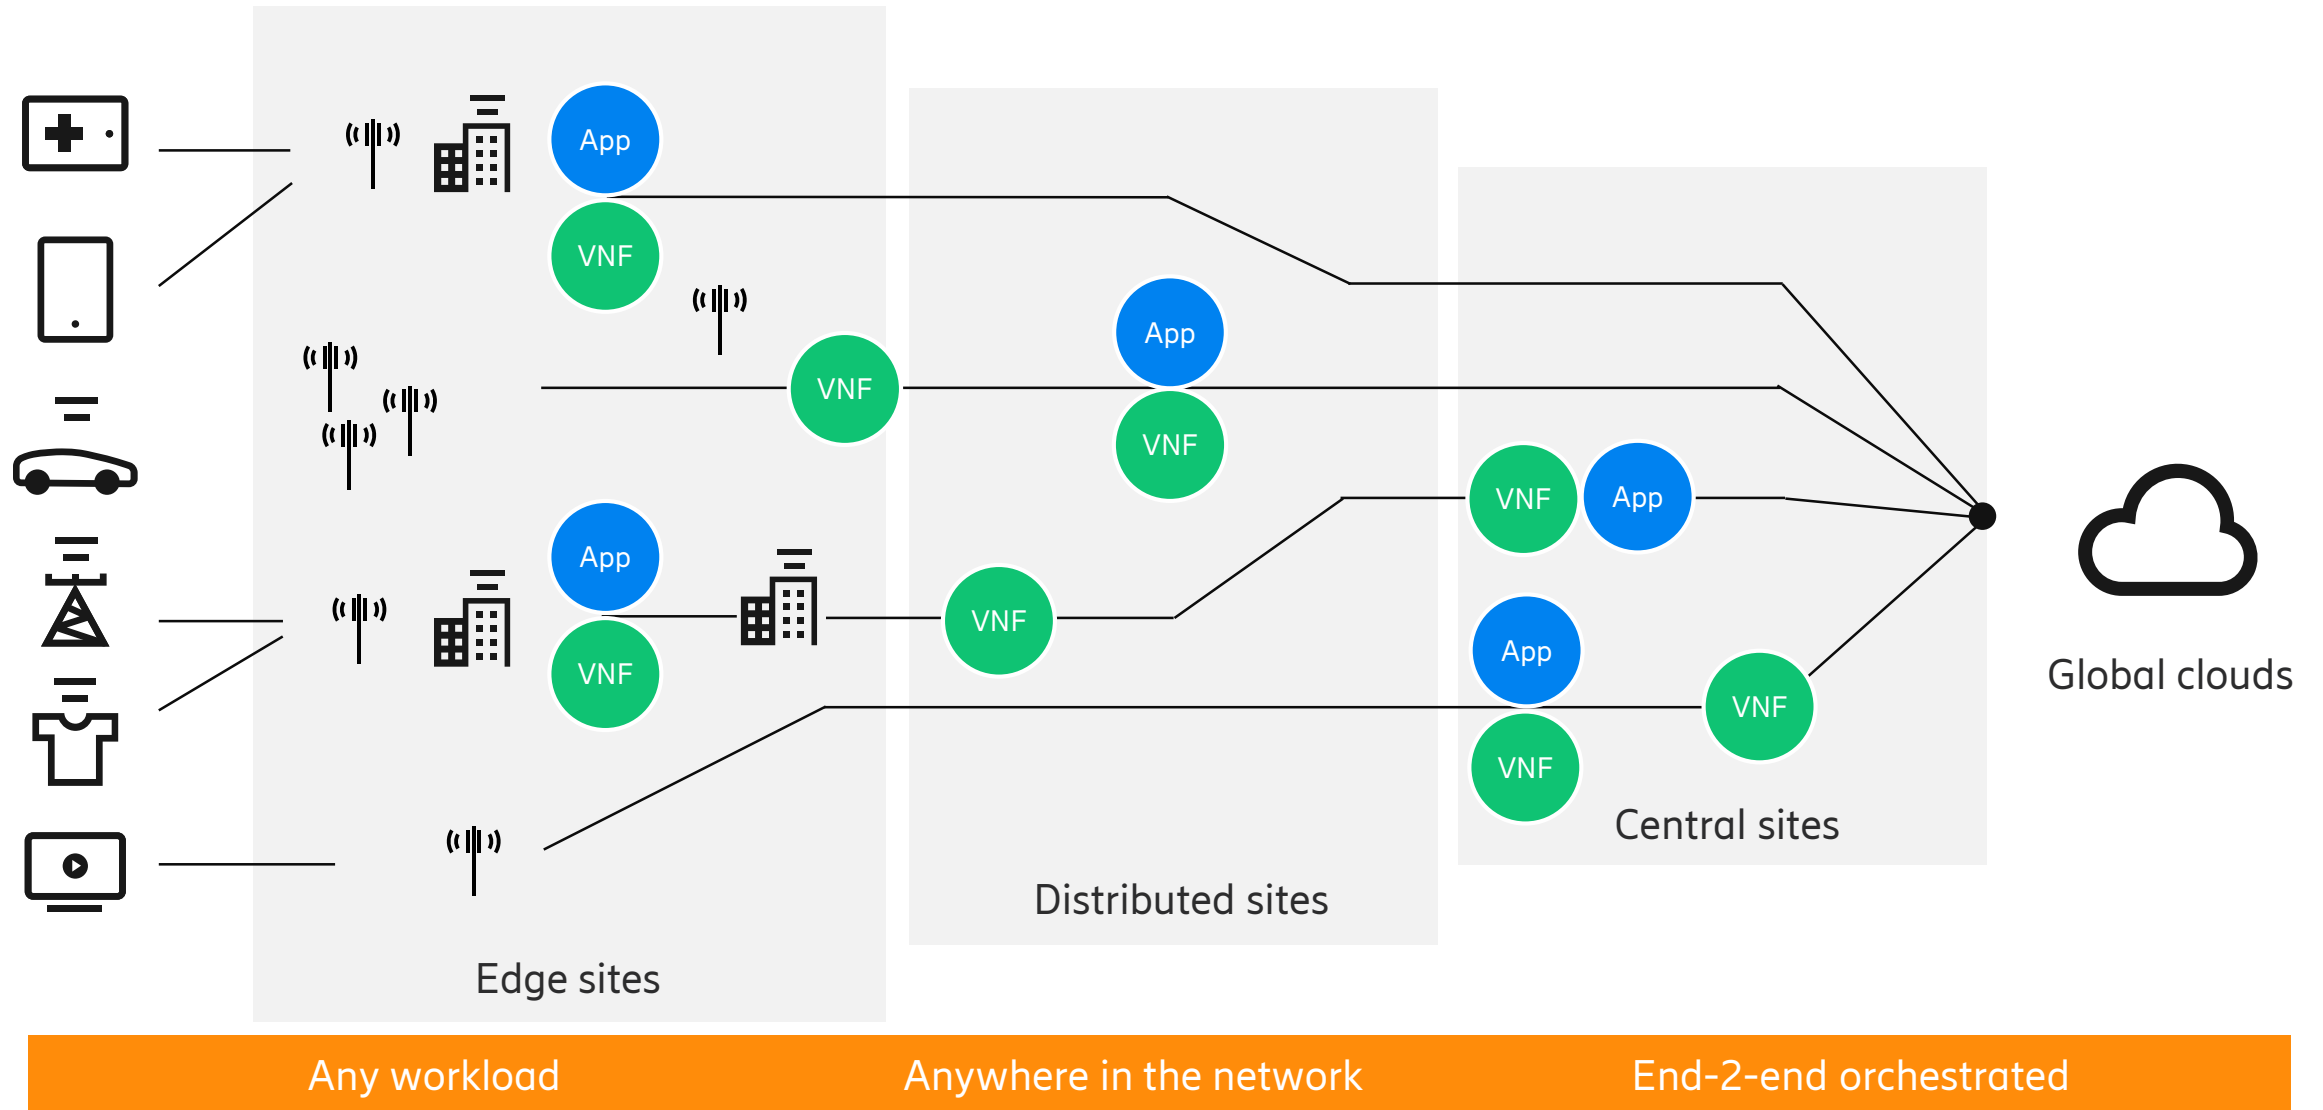 App
VNF
VNF
App
VNF
VNF
App
App
VNF
VNF
App
VNF
VNF
Global clouds
Central sites
Distributed sites
Edge sites
Any workload
Anywhere in the network
End-2-end orchestrated